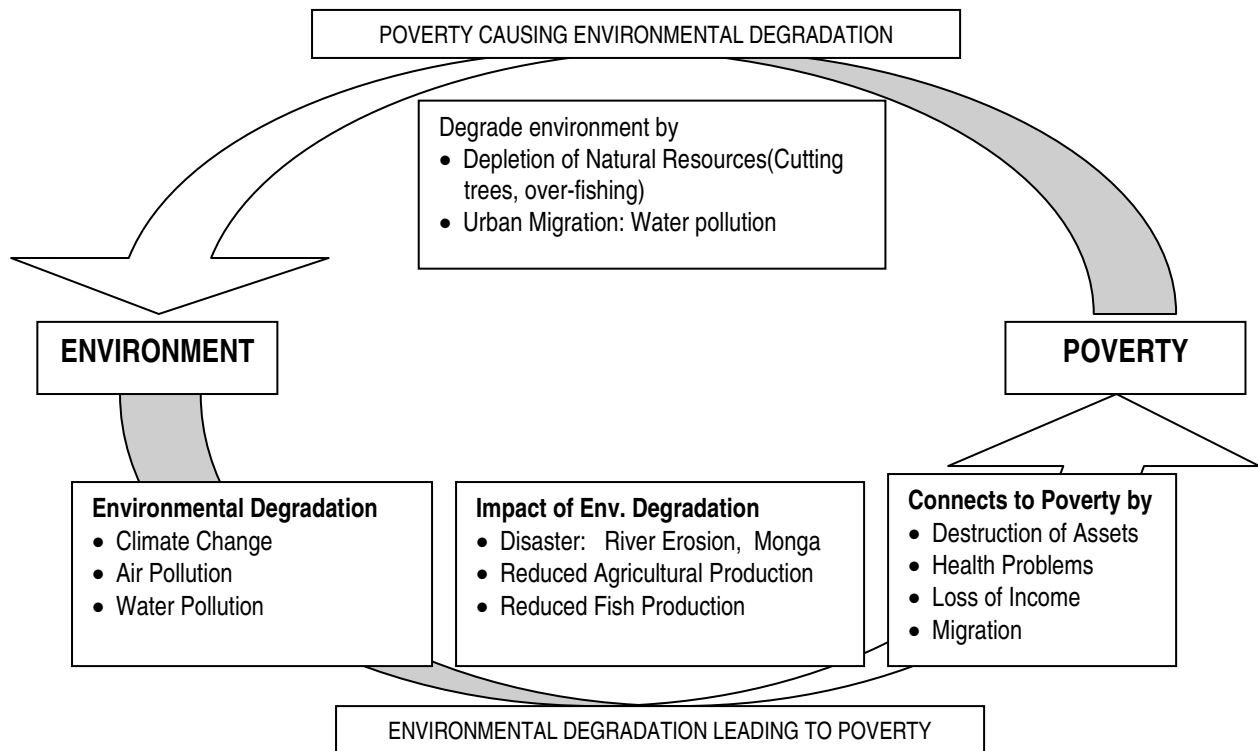 POVERTY CAUSING ENVIRONMENTAL DEGRADATION
Degrade environment by
• Depletion of Natural Resources(Cutting
trees, over-fishing)
• Urban Migration: Water pollution
ENVIRONMENT
POVERTY
Environmental Degradation
• Climate Change
• Air Pollution
• Water Pollution
Impact of Env. Degradation
• Disaster: River Erosion, Monga
• Reduced Agricultural Production
• Reduced Fish Production
Connects to Poverty by
• Destruction of Assets
• Health Problems
• Loss of Income
• Migration
ENVIRONMENTAL DEGRADATION LEADING TO POVERTY